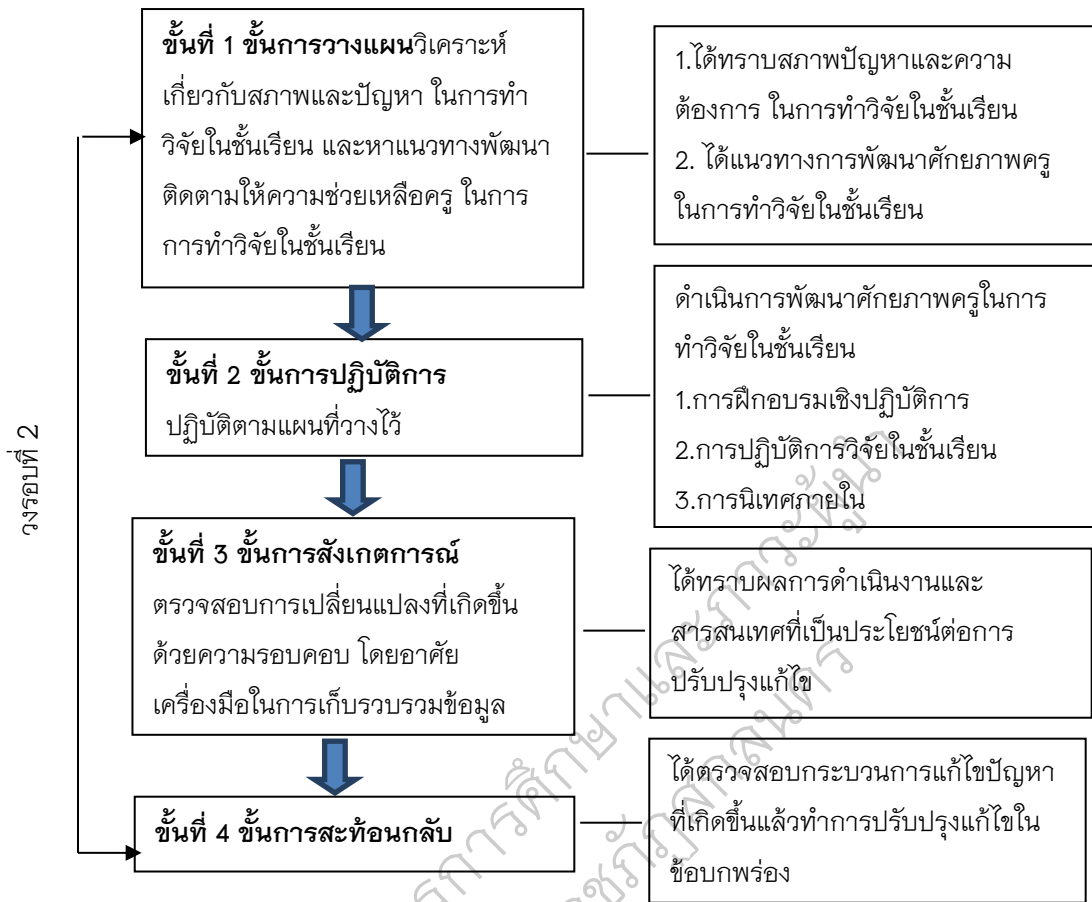 ขั้นที่ 1 ขั้นการวางแผนวิเคราะห์
เกี่ยวกับสภาพและปัญหา ในการทำ
วิจัยในชั้นเรียน และหาแนวทางพัฒนา
ติดตามให้ความช่วยเหลือครู ในการ
การทำวิจัยในชั้นเรียน
1.ได้ทราบสภาพปัญหาและความ
ต้องการ ในการทำวิจัยในชั้นเรียน
2. ได้แนวทางการพัฒนาศักยภาพครู
ในการทำวิจัยในชั้นเรียน
วงรอบที่ 2
ขั้นที่ 2 ขั้นการปฏิบัติการ
ปฏิบัติตามแผนที่วางไว้
ดำเนินการพัฒนาศักยภาพครูในการ
ทำวิจัยในชั้นเรียน
1.การฝึกอบรมเชิงปฏิบัติการ
2.การปฏิบัติการวิจัยในชั้นเรียน
3.การนิเทศภายใน
ขั้นที่ 3 ขั้นการสังเกตการณ์
ตรวจสอบการเปลี่ยนแปลงที่เกิดขึ้น
ด้วยความรอบคอบ โดยอาศัย
เครื่องมือในการเก็บรวบรวมข้อมูล
ได้ทราบผลการดำเนินงานและ
สารสนเทศที่เป็นประโยชน์ต่อการ
ปรับปรุงแก้ไข
ขั้นที่ 4 ขั้นการสะท้อนกลับ
ได้ตรวจสอบกระบวนการแก้ไขปัญหา
ที่เกิดขึ้นแล้วทำการปรับปรุงแก้ไขใน
ข้อบกพร่อง